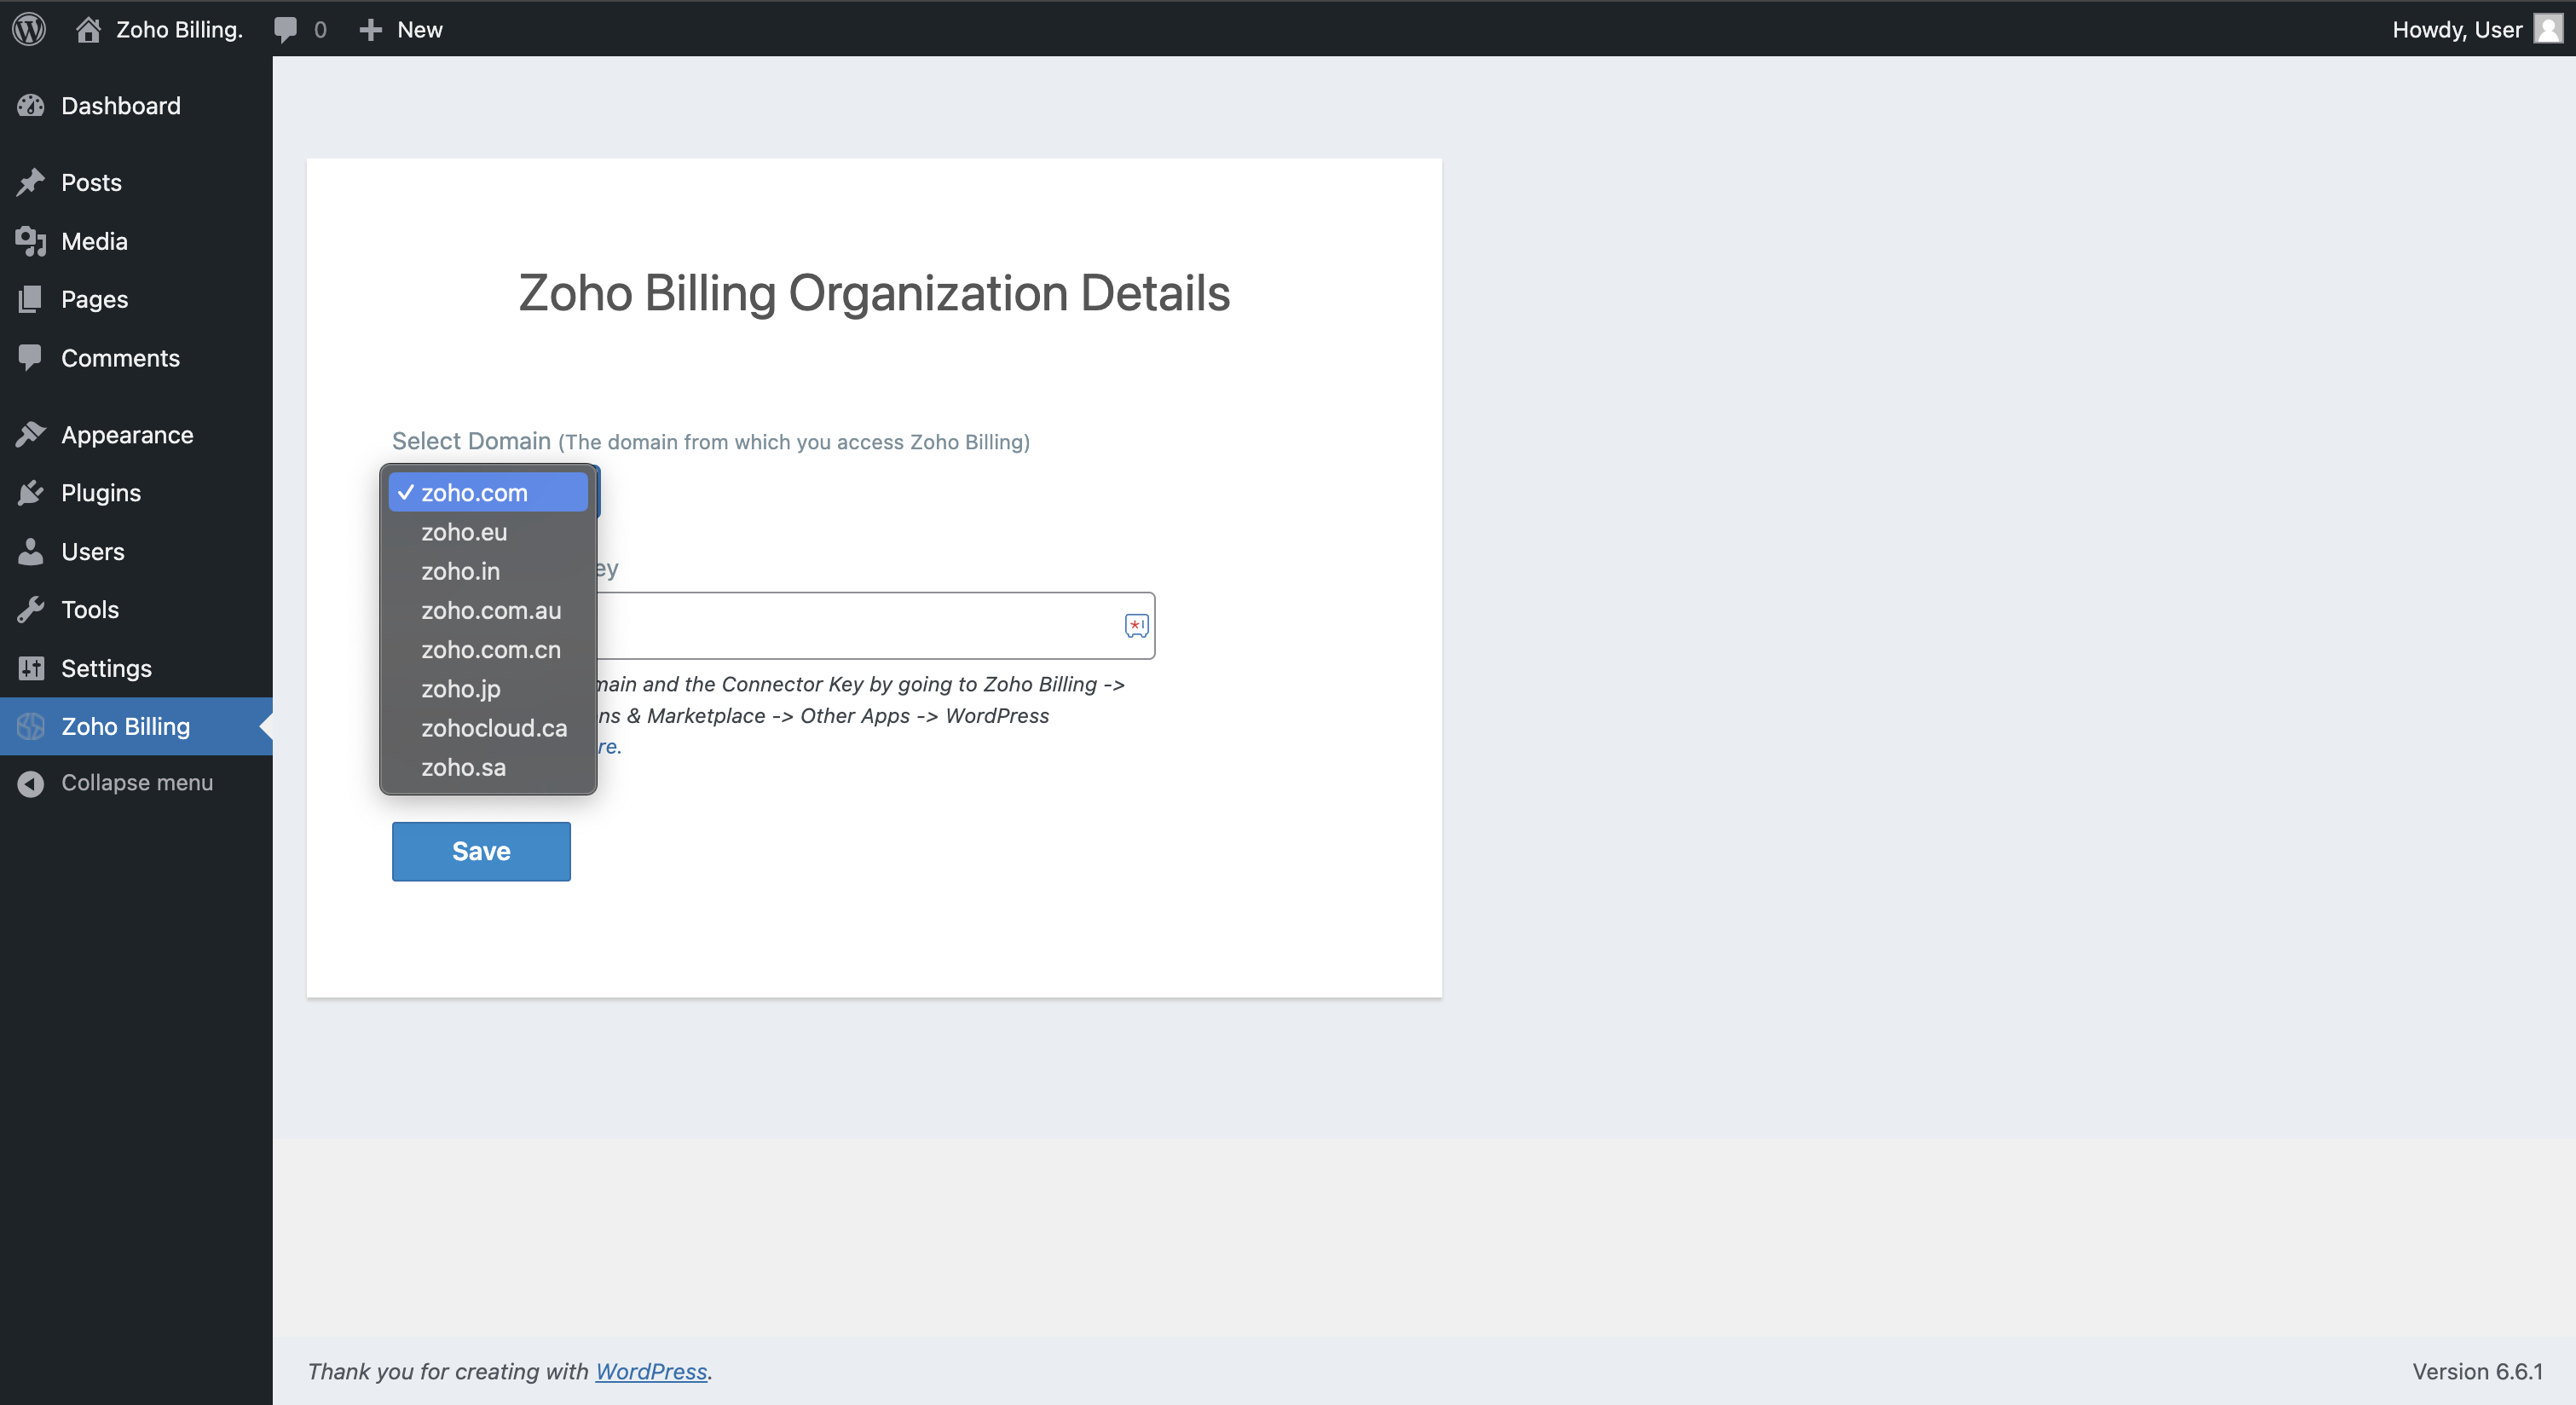 Zoho Billing.
0
New
Howdy, User
Dashboard
Posts
Media
Pages
Comments
Appearance
Plugins
Users
Tools
Settings
Zoho Billing
Collapse menu
Zoho Billing Organization Details
Select Domain (The domain from which you access Zoho Billing)
zoho.com
zoho.eu
zoho.in
zoho.com.au
zoho.com.cn
zoho.jp
zohocloud.ca
zoho.sa
ey
main and the Connector Key by going to Zoho Billing ->
ns & Marketplace -> Other Apps -> WordPress
re.
Save
Thank you for creating with WordPress.
Version 6.6.1